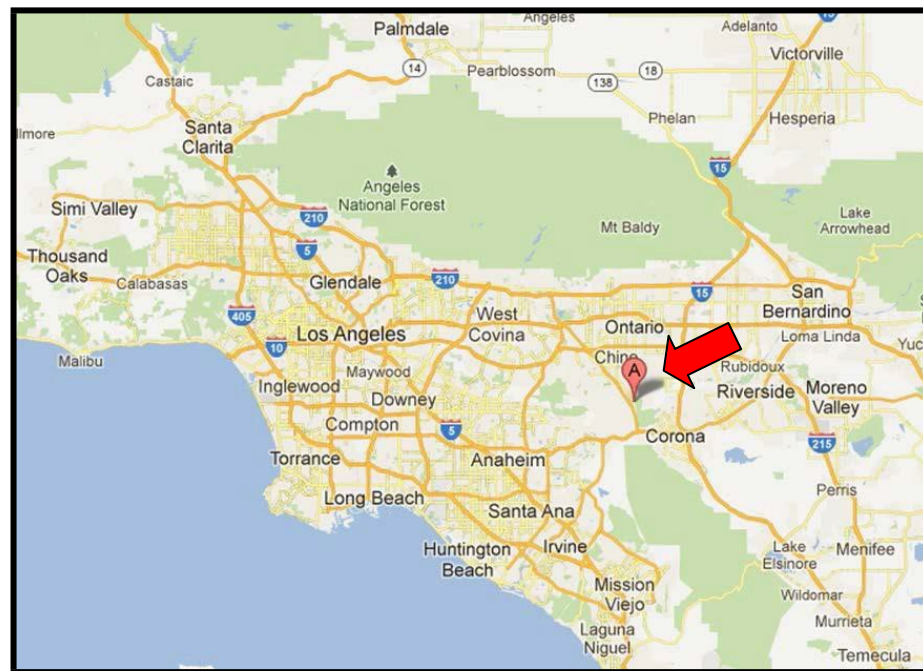 Angeles
Palmdale
Adelanto
15
Victorville
14
Pearblossom
138
18
Castaic
Phelan
Hesperia
llmore
Santa
Clarita
15
Angeles
National Forest
Simi Valley
210
Mt Baldy
Lake
Arrowhead
5
Thousand
Oaks
Calabasas
Glendale
210
15
San
Bernardino
405
West
Covina
Los Angeles
Ontario
Loma Linda
10
Malibu
Chino
Yuc
Maywood
A
Rubidoux
Inglewood
Downey
Riverside
Moreno
Valley
Compton
5
Corona
215
Torrance
Anaheim
Long Beach
Perris
Santa Ana
Huntington
Beach
Irvine
Lake
Elsinore
Menifee
Mission
Viejo
Wildomar
Murrieta
Laguna
Niguel
Temecula